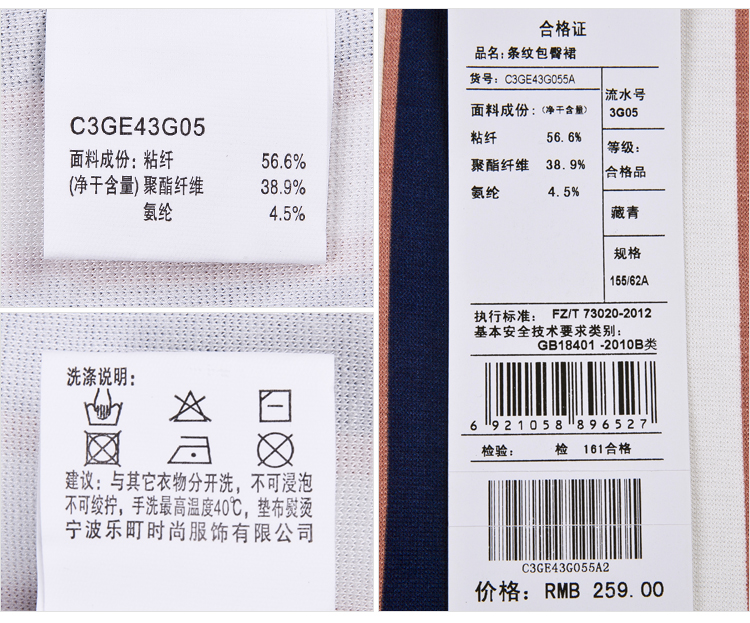 C3GE43G05
面料成份: 粘纤 56.6%
(净干含量) 聚酯纤维 38.9%
氨纶 4.5%
洗涤说明:
建议: 与其它衣物分开洗, 不可浸泡
不可绞拧, 手洗最高温度40℃, 垫布熨烫
宁波乐町时尚服饰有限公司
合格证
品名: 条纹包臀裙
货号: C3GE43G055A
面料成份: (净干含量)
粘纤 56.6%
聚酯纤维 38.9%
氨纶 4.5%
流水号
3G05
等级:
合格品
藏青
规格
155/62A
执行标准: FZ/T 73020-2012
基本安全技术要求类别:
GB18401 -2010B类
6 921058 896527
检验: 检 161合格
C3GE43G055A2
价格: RMB 259.00